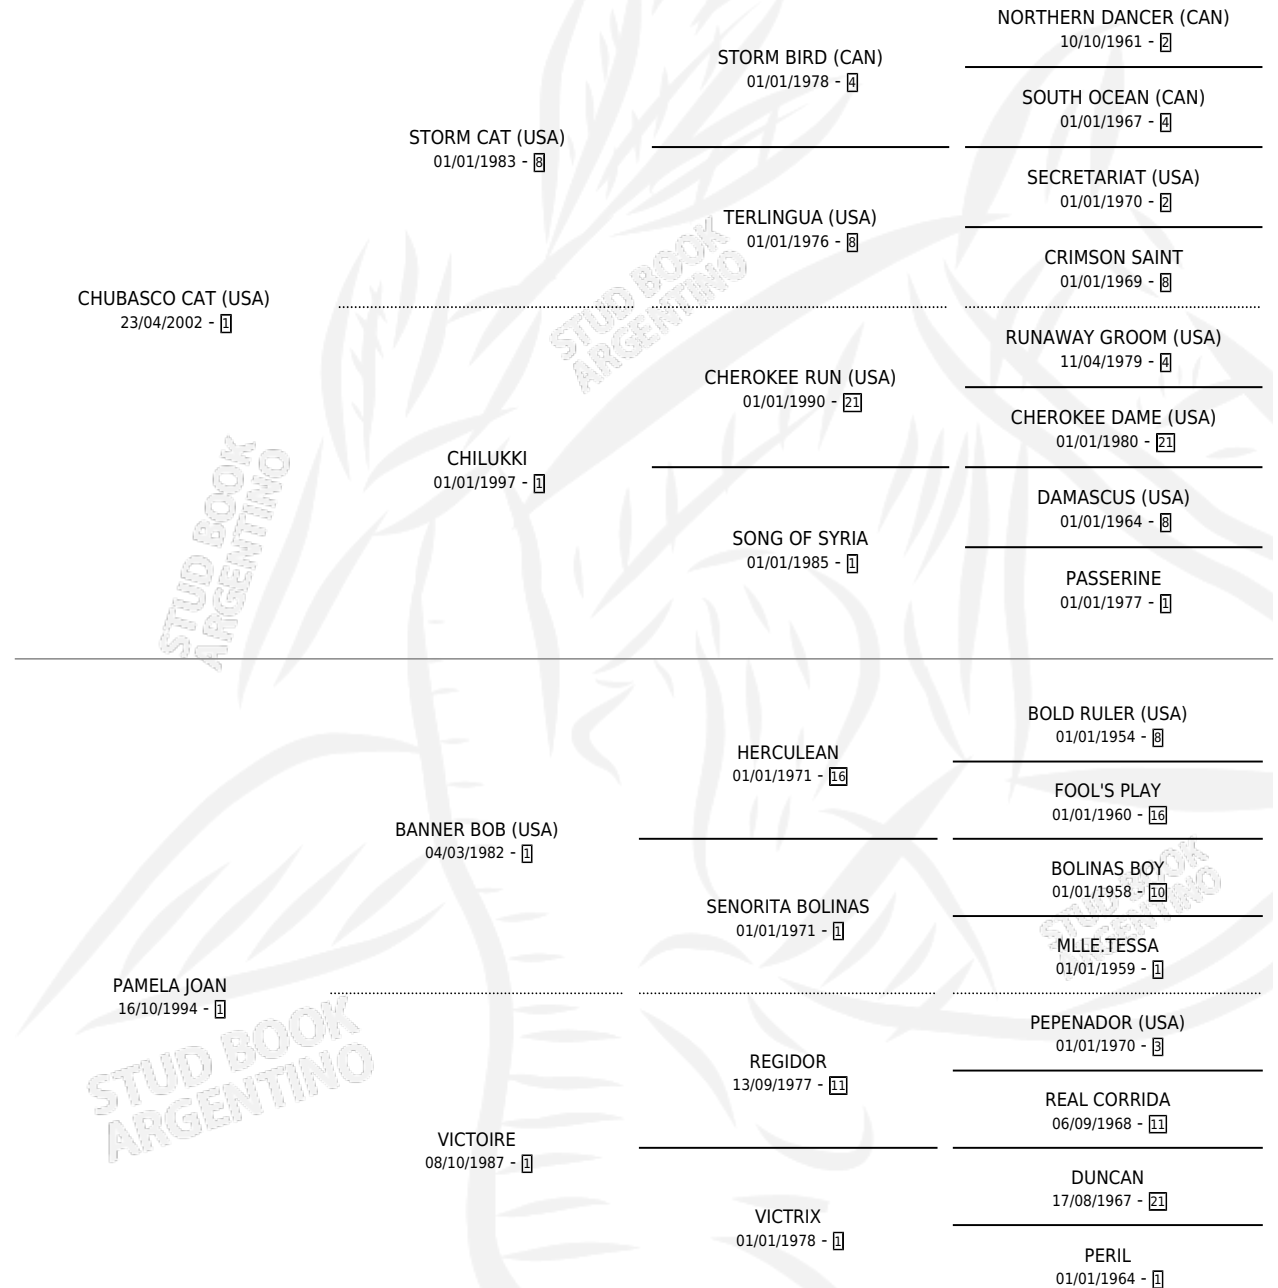 NORTHERN DANCER (CAN)
10/10/1961 - 2
STORM BIRD (CAN)
01/01/1978 - 4
SOUTH OCEAN (CAN)
01/01/1967 - 4
STORM CAT (USA)
01/01/1983 - 8
SECRETARIAT (USA)
01/01/1970 - 2
TERLINGUA (USA)
01/01/1976 - 8
CRIMSON SAINT
01/01/1969 - 8
CHUBASCO CAT (USA)
23/04/2002 - 1
RUNAWAY GROOM (USA)
11/04/1979 - 4
CHEROKEE RUN (USA)
01/01/1990 - 21
CHEROKEE DAME (USA)
01/01/1980 - 21
CHILUKKI
01/01/1997 - 1
DAMASCUS (USA)
01/01/1964 - 8
SONG OF SYRIA
01/01/1985 - 1
PASSERINE
01/01/1977 - 1
BOLD RULER (USA)
01/01/1954 - 8
HERCULEAN
01/01/1971 - 16
FOOL'S PLAY
01/01/1960 - 16
BANNER BOB (USA)
04/03/1982 - 1
BOLINAS BOY
01/01/1958 - 10
SENORITA BOLINAS
01/01/1971 - 1
MLLE.TESSA
01/01/1959 - 1
PAMELA JOAN
16/10/1994 - 1
PEPENADOR (USA)
01/01/1970 - 3
REGIDOR
13/09/1977 - 11
REAL CORRIDA
06/09/1968 - 11
VICTOIRE
08/10/1987 - 1
DUNCAN
17/08/1967 - 21
VICTRIX
01/01/1978 - 1
PERIL
01/01/1964 - 1
STUD BOOK
ARGENTINO
STUD BOOK
ARGENTINO
STUD BOOK
ARGENTINO
STUD BOOK
ARGENTINO